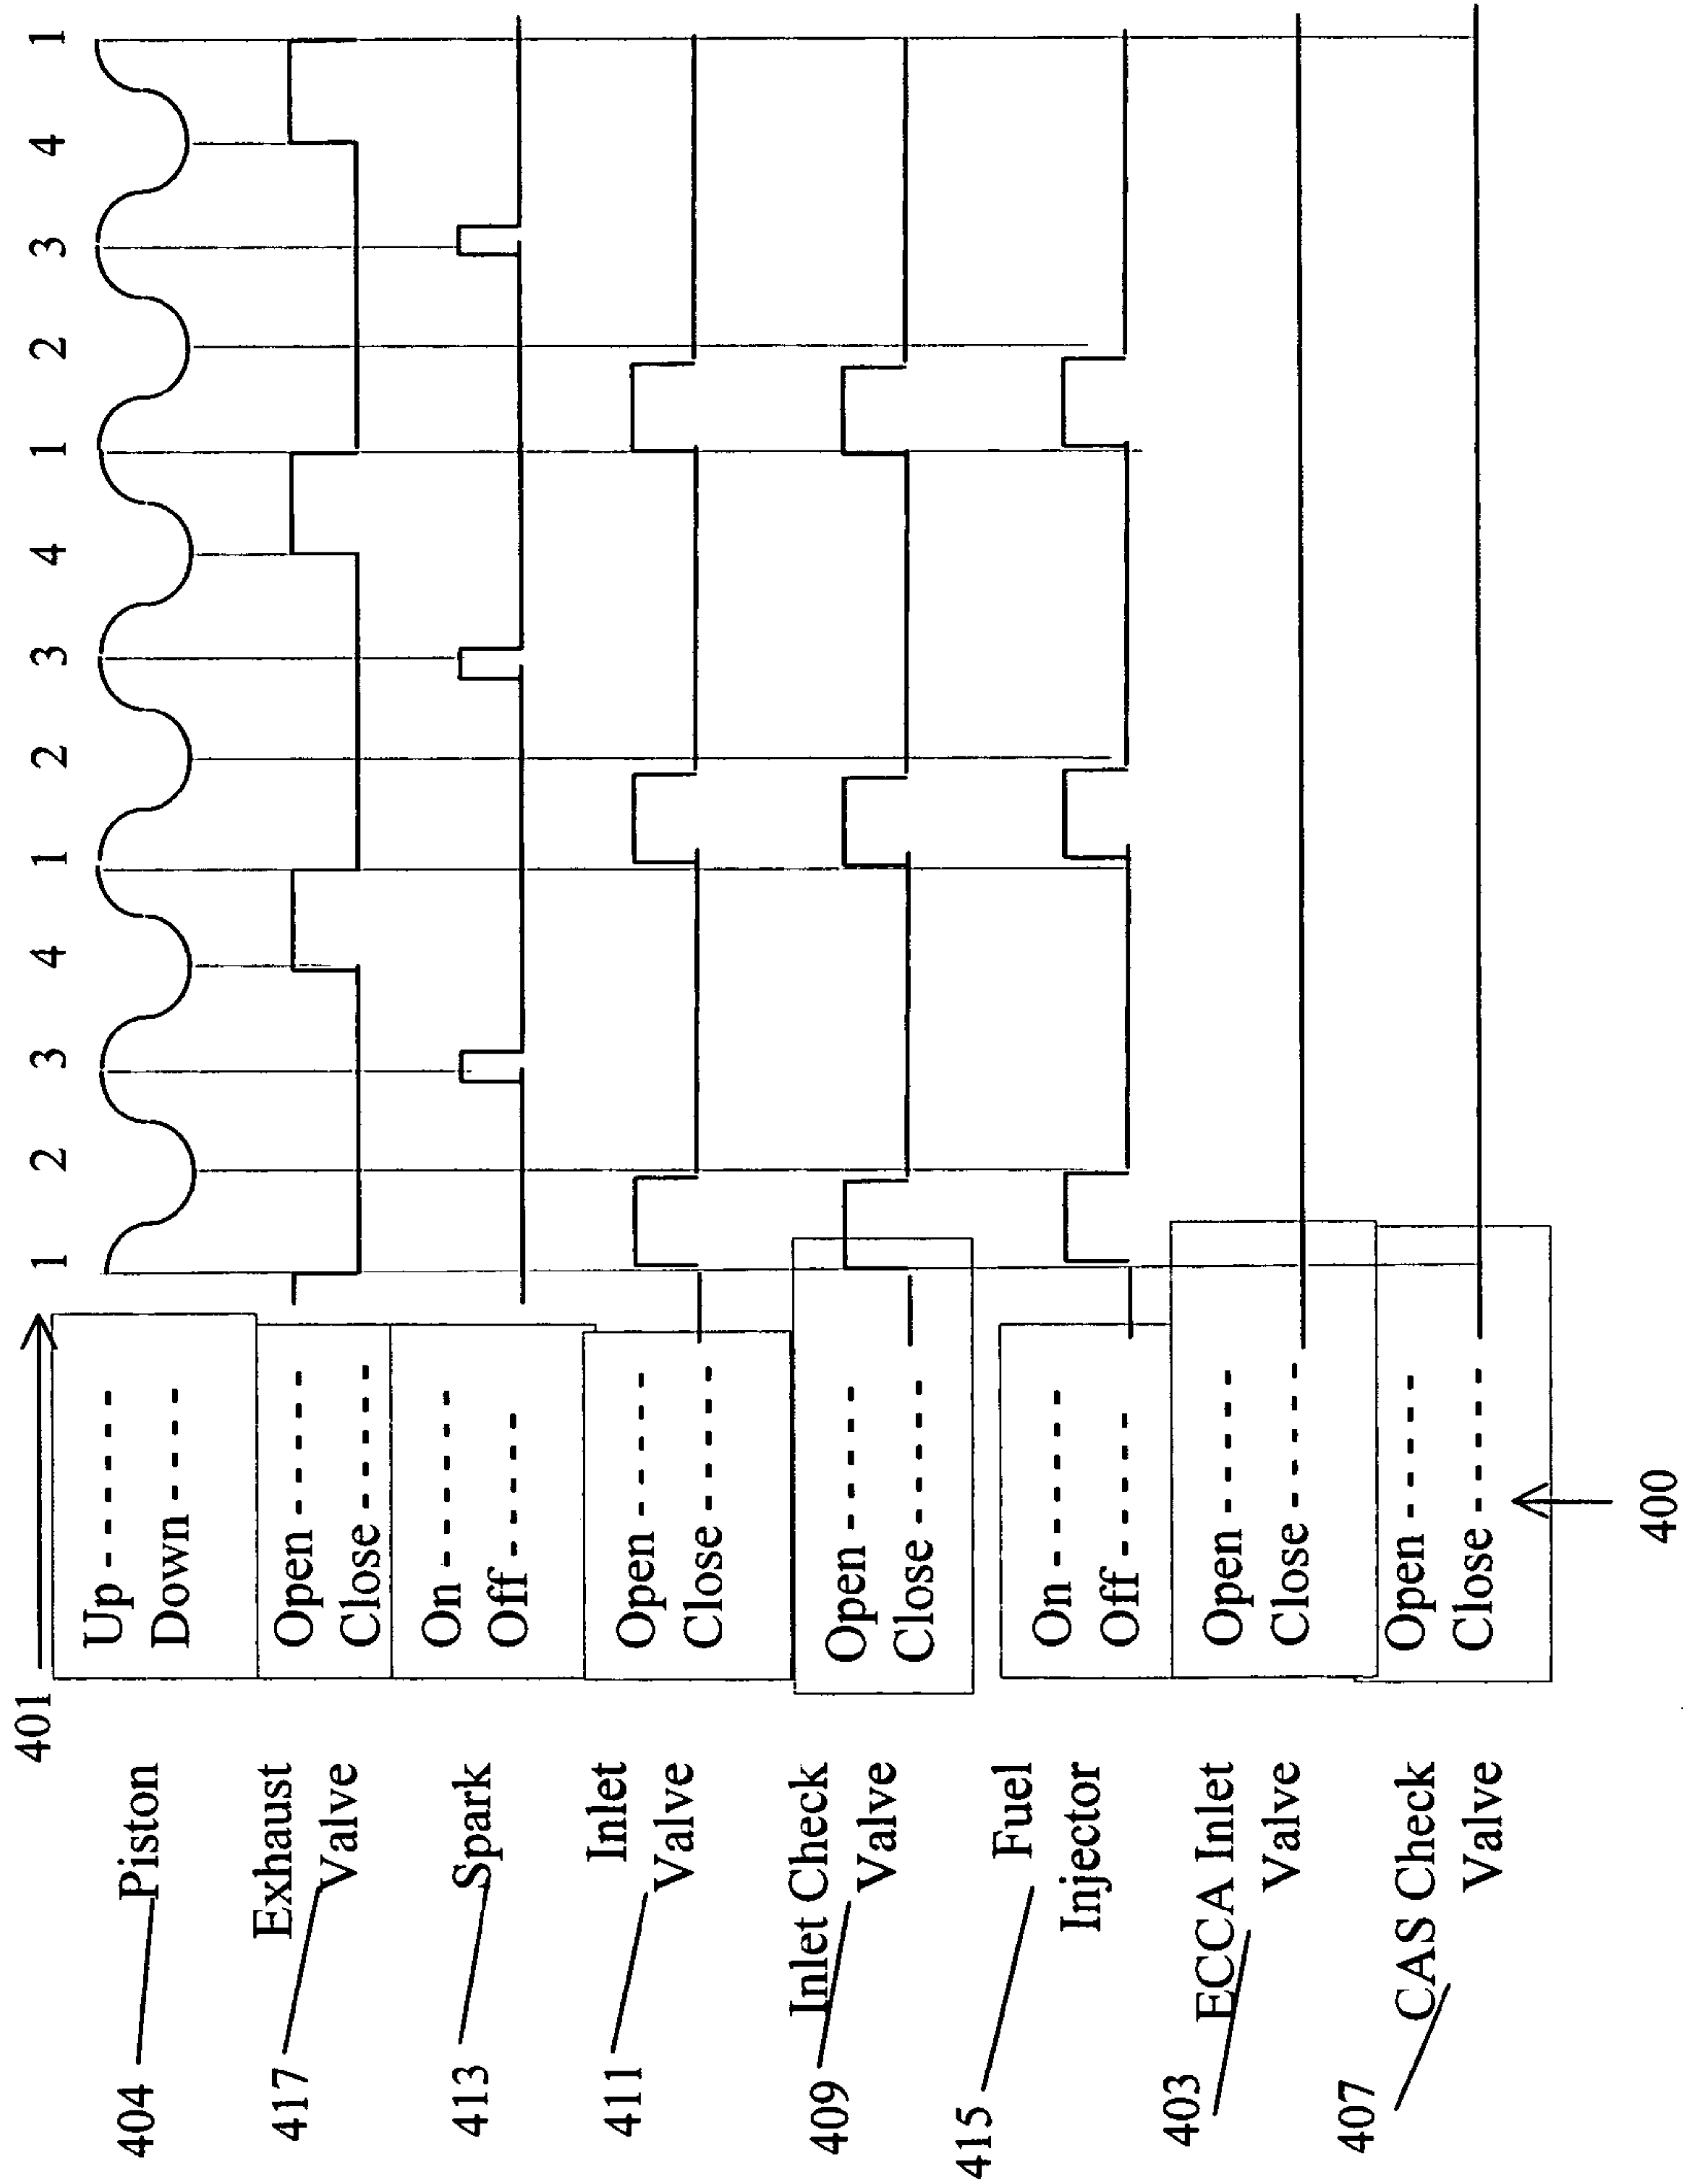 401
1 2 3 4 1 2 3 4 1 2 3 4 1
404 Piston
Up
Down
417 Exhaust
Valve
Open
Close
413 Spark
On
Off
411 Inlet
Valve
Open
Close
409 Inlet Check
Valve
Open
Close
415 Fuel
Injector
On
Off
403 ECCA Inlet
Valve
Open
Close
407 CAS Check
Valve
Open
Close
400